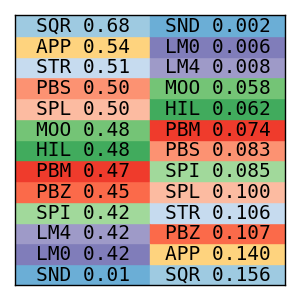 SQR 0.68 SND 0.002
APP 0.54 LM0 0.006
STR 0.51 LM4 0.008
PBS 0.50 MOO 0.058
SPL 0.50 HIL 0.062
MOO 0.48 PBM 0.074
HIL 0.48 PBS 0.083
PBM 0.47 SPI 0.085
PBZ 0.45 SPL 0.100
SPI 0.42 STR 0.106
LM4 0.42 PBZ 0.107
LM0 0.42 APP 0.140
SND 0.01 SQR 0.156